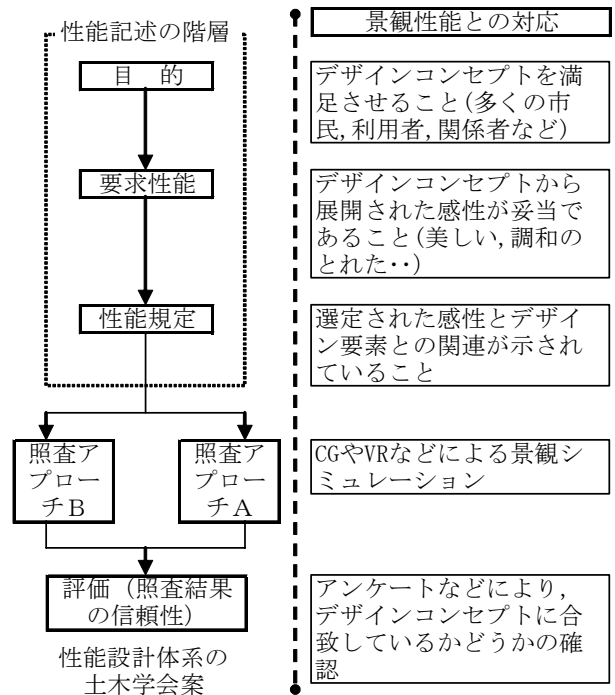 性能記述の階層
目 的
要求性能
性能規定
照査ア
プロー
チB
照査ア
プロー
チA
評価（照査結果
の信頼性）
性能設計体系の
土木学会案
景観性能との対応
デザインコンセプトを満
足させること(多くの市
民,利用者,関係者など)
デザインコンセプトから
展開された感性が妥当で
あること(美しい,調和の
とれた‥)
選定された感性とデザイ
ン要素との関連が示され
ていること
CGやVRなどによる景観シ
ミュレーション
アンケートなどにより,
デザインコンセプトに合
致しているかどうかの確
認